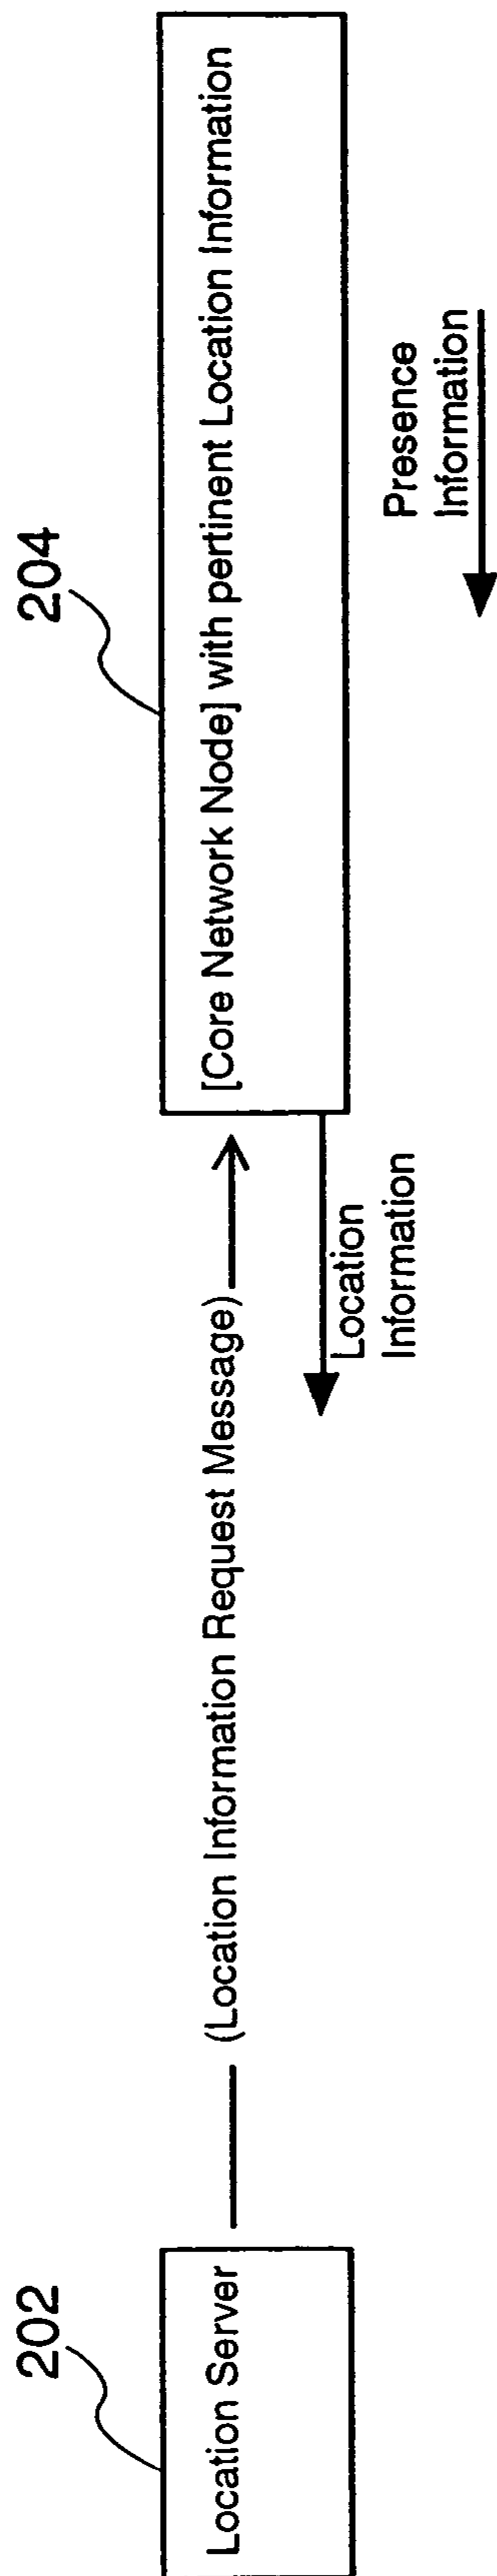 202
Location Server
(Location Information Request Message)
204
[Core Network Node] with pertinent Location Information
Location
Information
Presence
Information